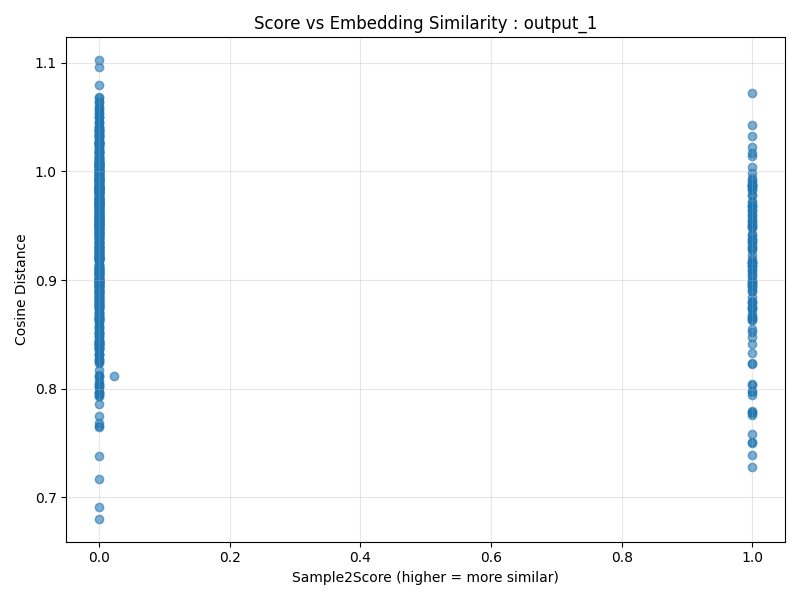 Score vs Embedding Similarity : output_1
1.1
1.0
0.9
0.8
0.7
Cosine Distance
0.0 0.2 0.4 0.6 0.8 1.0
Sample2Score (higher = more similar)